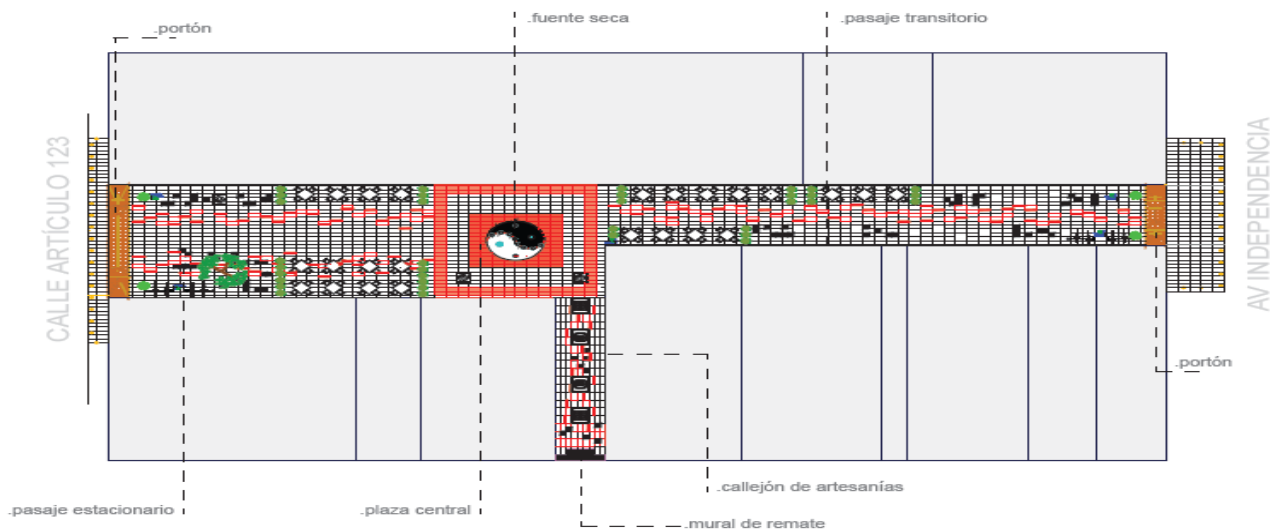 .fuente seca
.pasaje transitorio
.portón
CALLE ARTÍCULO 123
AV INDEPENDENCIA
.portón
.callejón de artesanías
.pasaje estacionario
.plaza central
.mural de remate